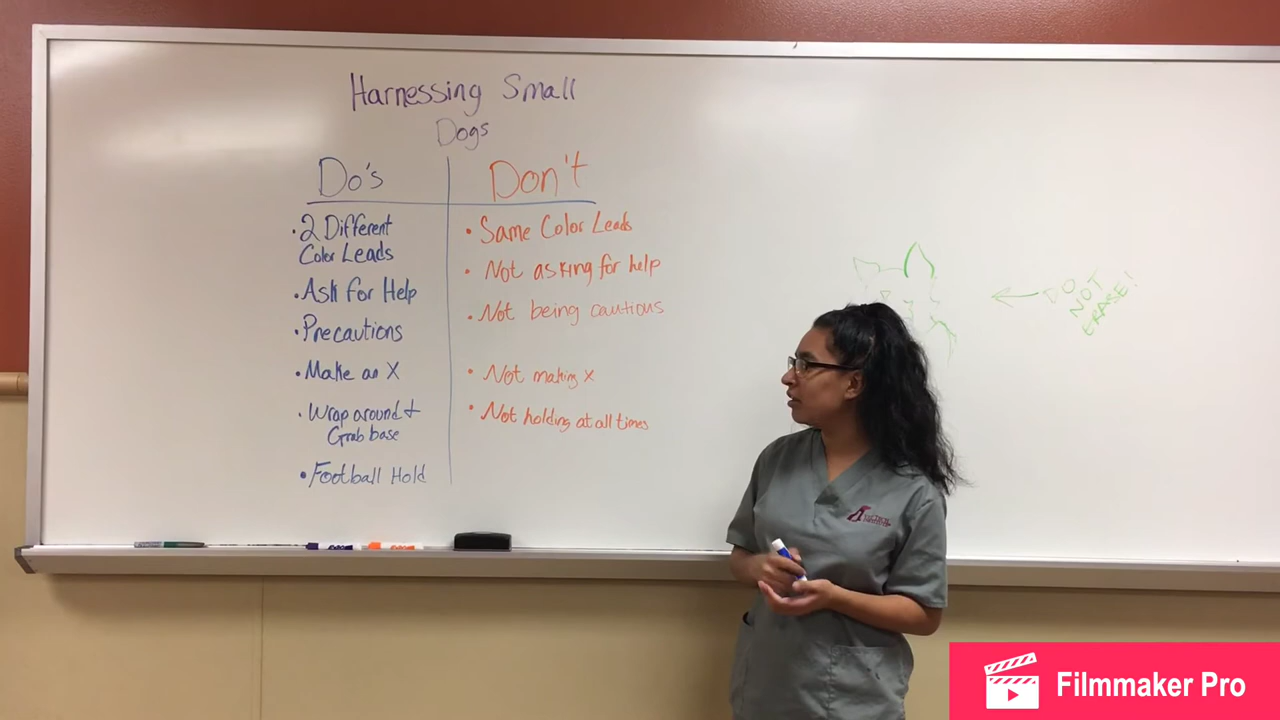 Harnessing Small
Dogs
Do's
Don't
• 2 Different
Color Leads
• Ask for Help
• Precautions
• Make an X
• Wrap around +
Grab base
• Football Hold
• Same Color Leads
• Not asking for help
• Not being cautious
• Not making x
• Not holding at all times
DO
NOT
ERASE!
Filmmaker Pro